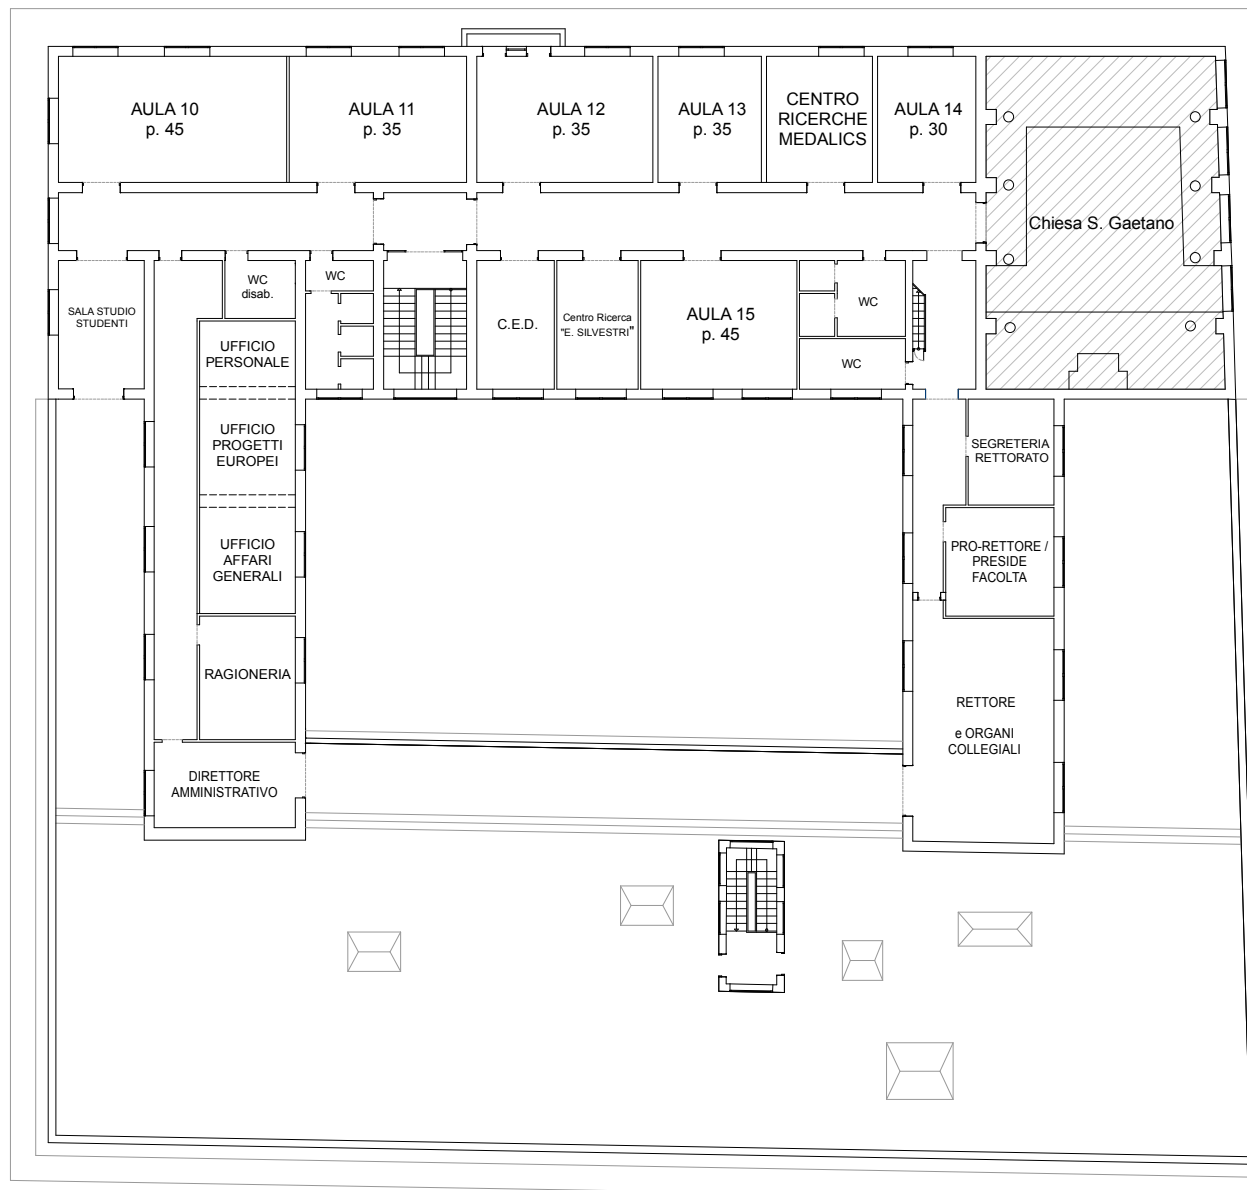 AULA 10
p. 45
AULA 11
p. 35
AULA 12
p. 35
AULA 13
p. 35
CENTRO
RICERCHE
MEDALICS
AULA 14
p. 30
Chiesa S. Gaetano
SALA STUDIO
STUDENTI
WC
disab.
WC
C.E.D.
Centro Ricerca
"E. SILVESTRI"
AULA 15
p. 45
WC
WC
UFFICIO
PERSONALE
UFFICIO
PROGETTI
EUROPEI
UFFICIO
AFFARI
GENERALI
RAGIONERIA
DIRETTORE
AMMINISTRATIVO
SEGRETERIA
RETTORATO
PRO-RETTORE /
PRESIDE
FACOLTA
RETTORE
e ORGANI
COLLEGIALI